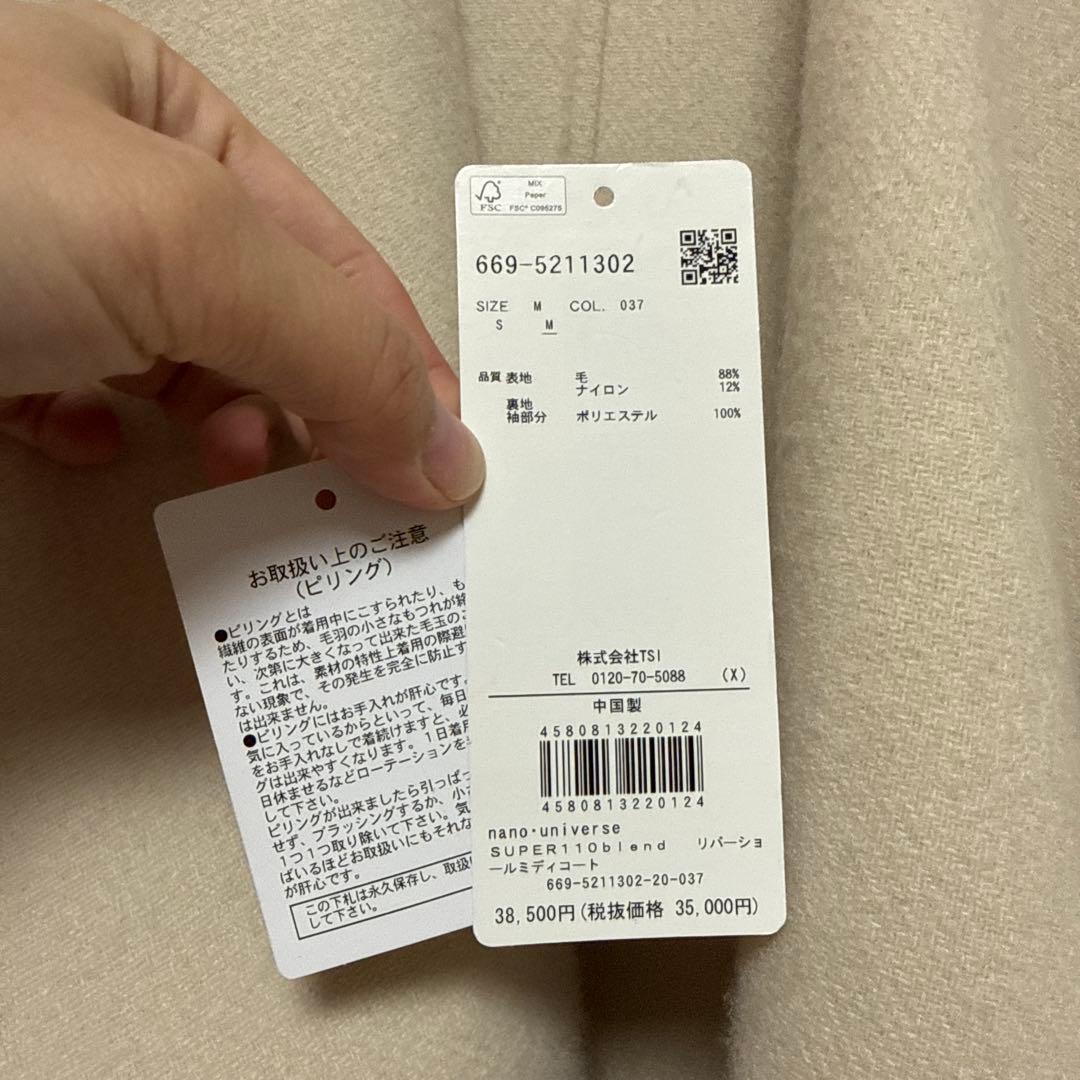 MIX
Paper
FSC
FSC® C095275
669-5211302
SIZE M COL. 037
S M
品質 表地 毛 88%
ナイロン 12%
裏地
袖部分 ポリエステル 100%
株式会社TSI
TEL 0120-70-5088 (X)
中国製
4580813220124
4580813220124
nano・universe
SUPER110blend リバーショ
ールミディコート
669-5211302-20-037
38,500円(税抜価格 35,000円)
お取扱い上のご注意
(ピリング)
●ピリングとは
繊維の表面が着用中にこすられたり、も
たりするため、毛羽の小さなもつれが絡
い、次第に大きくなって出来た毛玉のこ
す。これは、素材の特性上着用の際避
ない現象で、その発生を完全に防止す
は出来ません。
●ピリングにはお手入れが肝心です。
気に入っているからといって、毎日
をお手入れなしで着続けますと、必
グは出来やすくなります。1日着用
日休ませるなどローテーションを
して下さい。
ピリングが出来ましたら引っぱっ
せず、ブラッシングするか、小さ
1つ1つ取り除いて下さい。気
ばいるほどお取扱いにもそれな
が肝心です。
この下札は永久保存し、取扱い
して下さい。